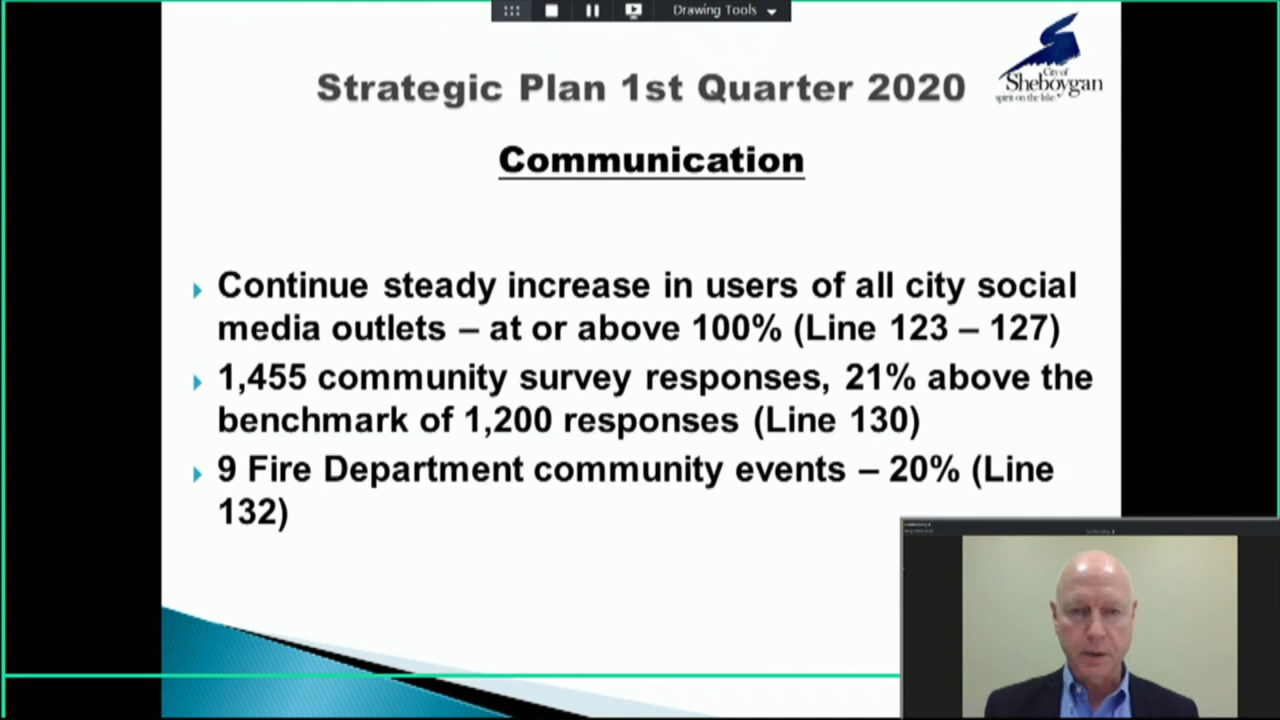 Drawing Tools
Strategic Plan 1st Quarter 2020
City of
Sheboygan
spirit on the lake.
Communication
Continue steady increase in users of all city social
media outlets – at or above 100% (Line 123 – 127)
1,455 community survey responses, 21% above the
benchmark of 1,200 responses (Line 130)
9 Fire Department community events – 20% (Line
132)